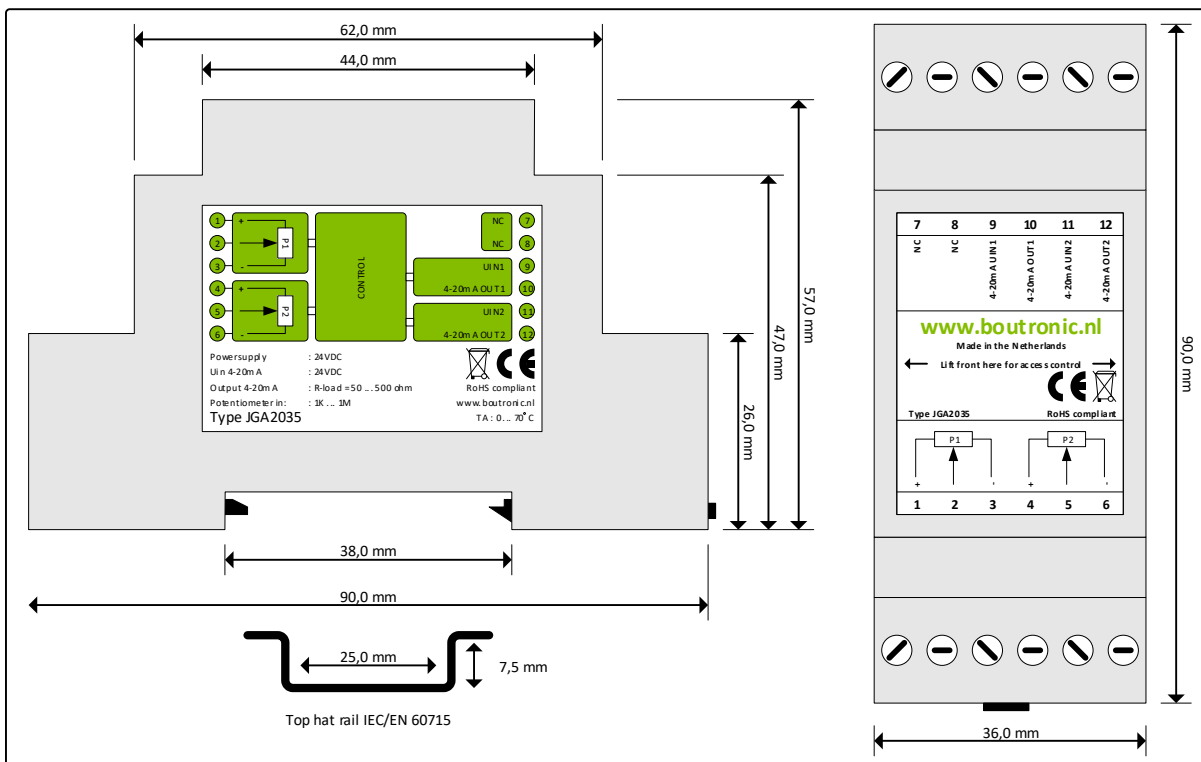 62,0 mm
44,0 mm
1 + P1 NC 7
2 NC 8
3 - UIN1 9
CONTROL
4 + P2 4-20mA OUT1 10
5 UIN2 11
6 - 4-20mA OUT2 12
Powersupply : 24VDC
Uin 4-20mA : 24VDC
Output 4-20mA : R-load = 50 ... 500 ohm RoHS compliant
Potentiometer in: : 1K ... 1M www.boutronic.nl
Type JGA2035 TA : 0... 70°C
57,0 mm
47,0 mm
26,0 mm
38,0 mm
90,0 mm
25,0 mm
7,5 mm
Top hat rail IEC/EN 60715
7 8 9 10 11 12
NC
NC
4-20mA UIN1
4-20mA OUT1
4-20mA UIN2
4-20mA OUT2
www.boutronic.nl
Made in the Netherlands
Lift front here for access control
CE
Type JGA2035 RoHS compliant
P1 P2
+ - + -
1 2 3 4 5 6
90,0 mm
36,0 mm